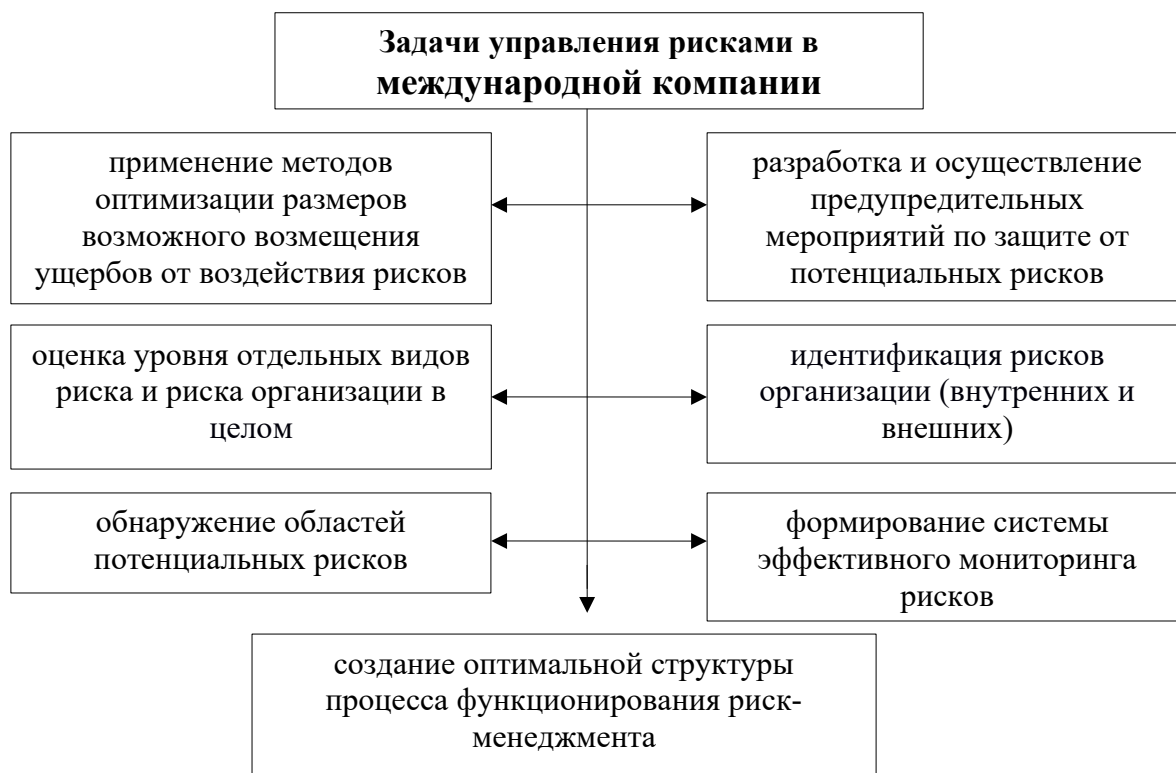 Задачи управления рисками в
международной компании
применение методов
оптимизации размеров
возможного возмещения
ущербов от воздействия рисков
разработка и осуществление
предупредительных
мероприятий по защите от
потенциальных рисков
оценка уровня отдельных видов
риска и риска организации в
целом
идентификация рисков
организации (внутренних и
внешних)
обнаружение областей
потенциальных рисков
формирование системы
эффективного мониторинга
рисков
создание оптимальной структуры
процесса функционирования риск-
менеджмента